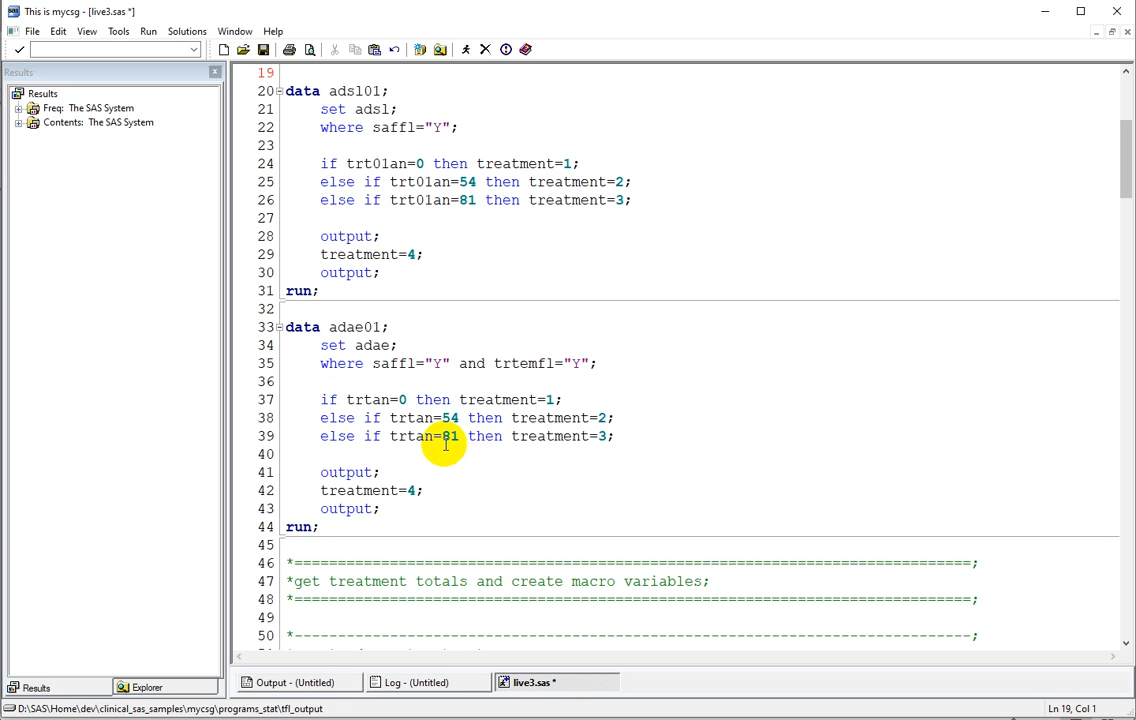 This is mycsg - [live3.sas *]
File Edit View Tools Run Solutions Window Help
Results
Results
Freq: The SAS System
Contents: The SAS System
19
20 data adsl01;
21 set adsl;
22 where saffl="Y";
23
24 if trt01an=0 then treatment=1;
25 else if trt01an=54 then treatment=2;
26 else if trt01an=81 then treatment=3;
27
28 output;
29 treatment=4;
30 output;
31 run;
32
33 data adae01;
34 set adae;
35 where saffl="Y" and trtemfl="Y";
36
37 if trtan=0 then treatment=1;
38 else if trtan=54 then treatment=2;
39 else if trtan=81 then treatment=3;
40
41 output;
42 treatment=4;
43 output;
44 run;
45
46 *==============================================================================;
47 *get treatment totals and create macro variables;
48 *==============================================================================;
49
50 *------------------------------------------------------------------------------;
Results Explorer
Output - (Untitled) Log - (Untitled) live3.sas *
D:\SAS\Home\dev\clinical_sas_samples\mycsg\programs_stat\tfl_output
Ln 19, Col 1